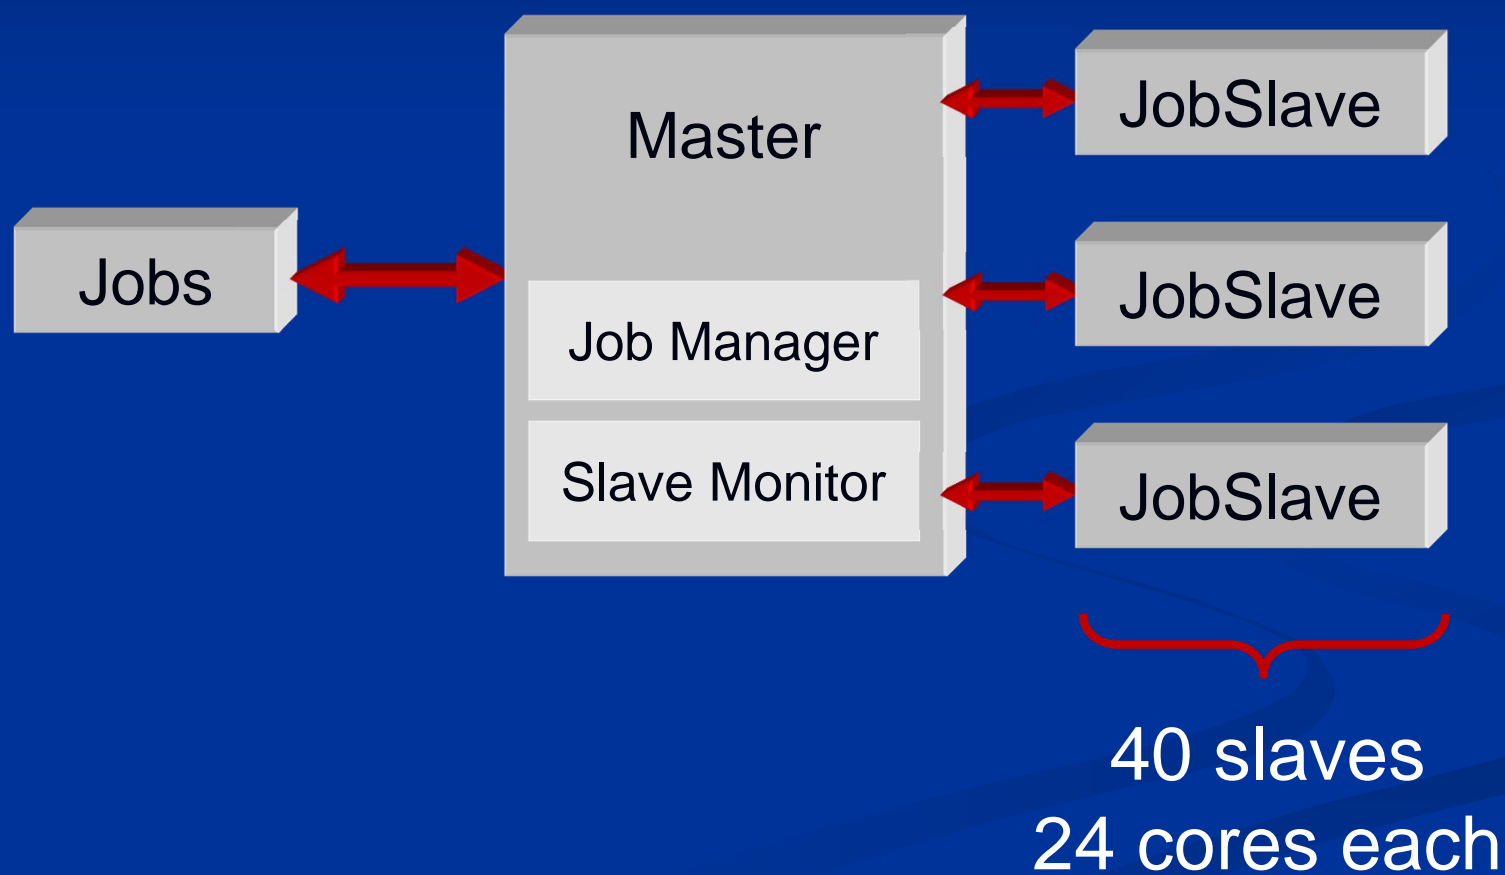 Jobs
Master
Job Manager
Slave Monitor
JobSlave
JobSlave
JobSlave
40 slaves
24 cores each